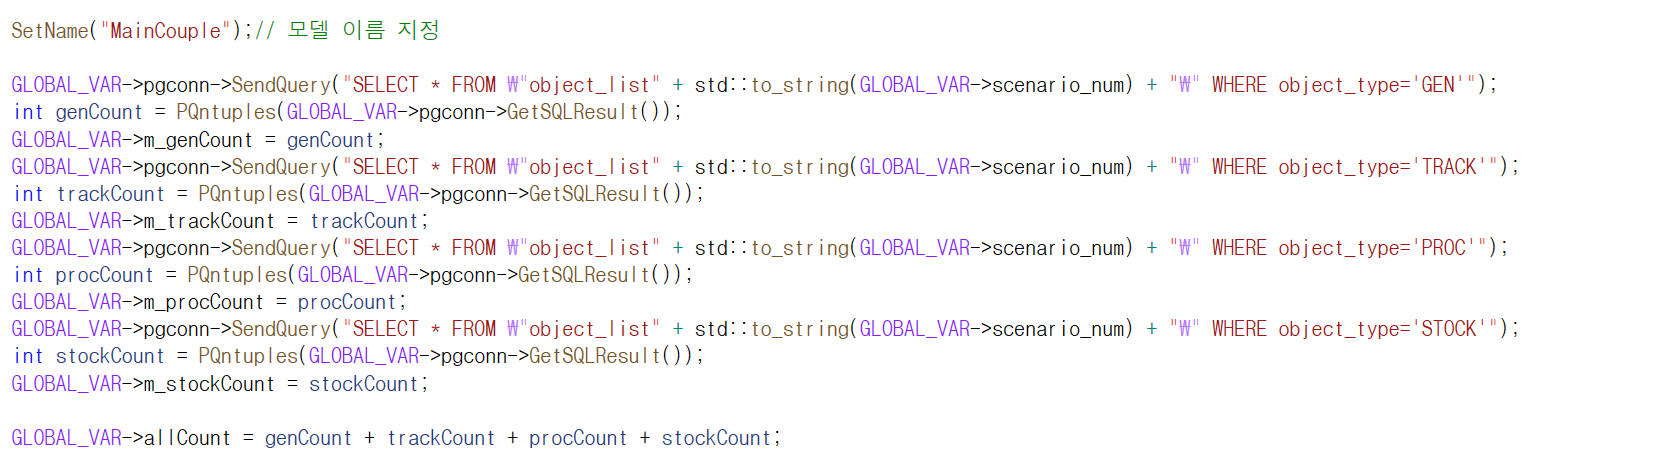 SetName("MainCouple");// 모델 이름 지정
GLOBAL_VAR->pgconn->SendQuery("SELECT * FROM ₩"object_list" + std::to_string(GLOBAL_VAR->scenario_num) + "₩" WHERE object_type='GEN'");
int genCount = PQntuples(GLOBAL_VAR->pgconn->GetSQLResult());
GLOBAL_VAR->m_genCount = genCount;
GLOBAL_VAR->pgconn->SendQuery("SELECT * FROM ₩"object_list" + std::to_string(GLOBAL_VAR->scenario_num) + "₩" WHERE object_type='TRACK'");
int trackCount = PQntuples(GLOBAL_VAR->pgconn->GetSQLResult());
GLOBAL_VAR->m_trackCount = trackCount;
GLOBAL_VAR->pgconn->SendQuery("SELECT * FROM ₩"object_list" + std::to_string(GLOBAL_VAR->scenario_num) + "₩" WHERE object_type='PROC'");
int procCount = PQntuples(GLOBAL_VAR->pgconn->GetSQLResult());
GLOBAL_VAR->m_procCount = procCount;
GLOBAL_VAR->pgconn->SendQuery("SELECT * FROM ₩"object_list" + std::to_string(GLOBAL_VAR->scenario_num) + "₩" WHERE object_type='STOCK'");
int stockCount = PQntuples(GLOBAL_VAR->pgconn->GetSQLResult());
GLOBAL_VAR->m_stockCount = stockCount;
GLOBAL_VAR->allCount = genCount + trackCount + procCount + stockCount;